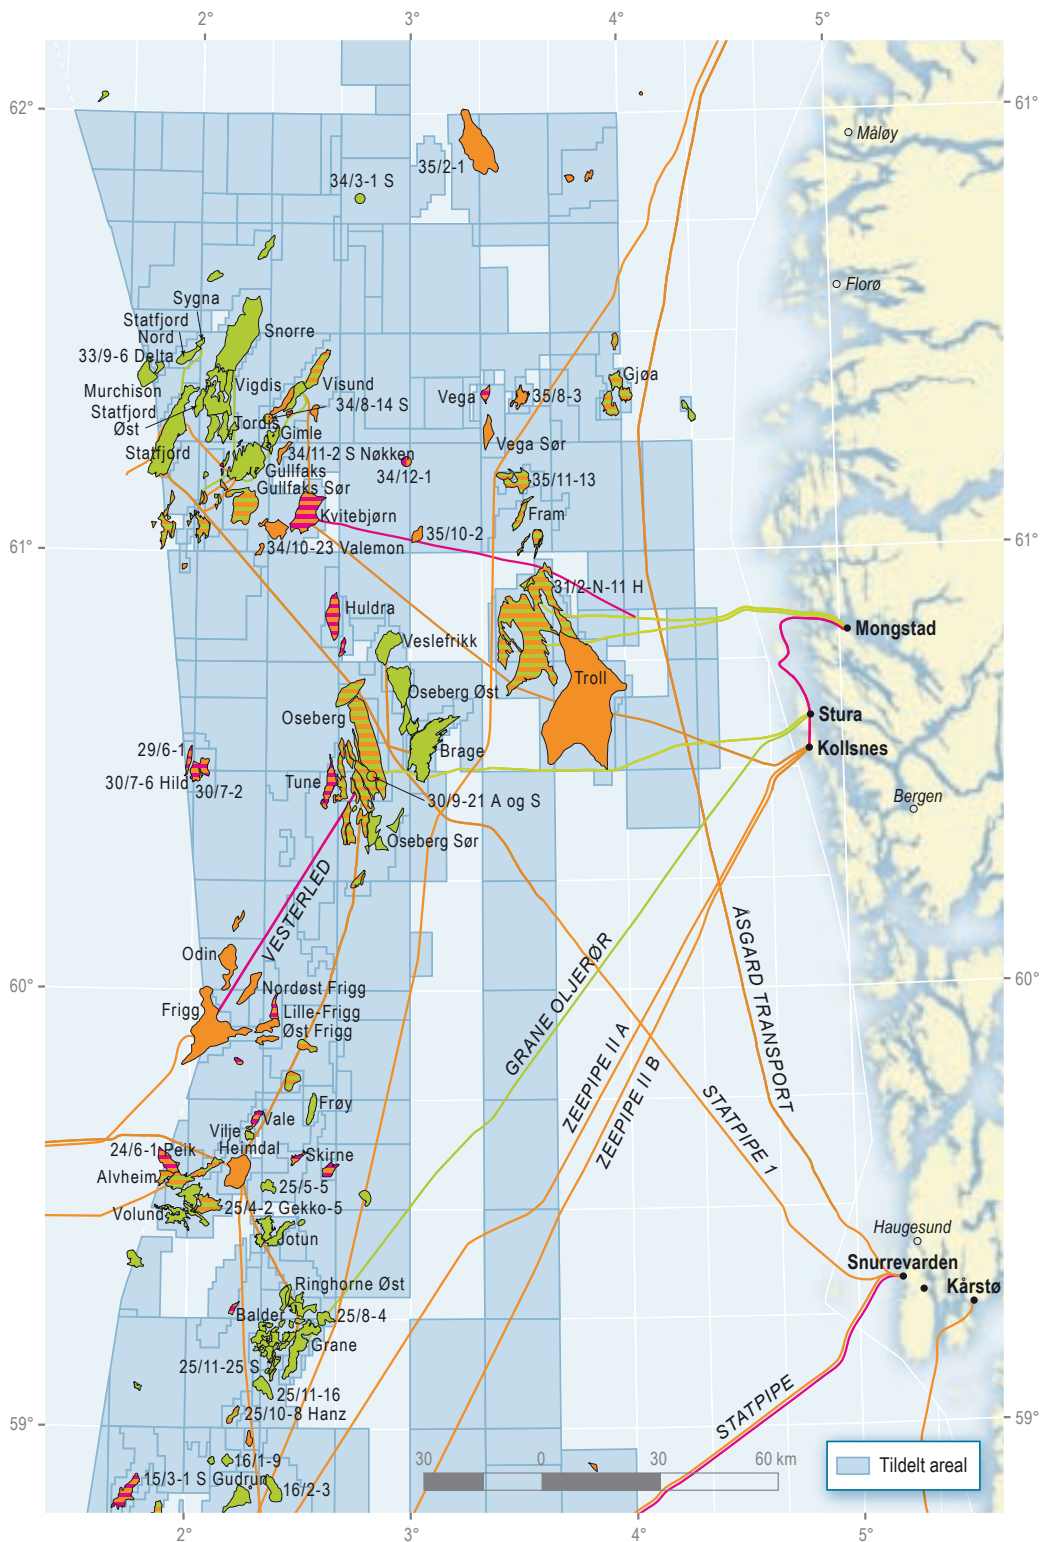 2°
3°
4°
5°
62°
61°
Måløy
35/2-1
34/3-1 S
Florø
Sygna
Statfjord
Nord
33/9-6 Delta
Snorre
Murchison
Vigdis
Visund
Statfjord
Øst
34/8-14 S
Tordis
Gimle
Statfjord
34/11-2 S Nøkken
Gullfaks
Gullfaks Sør
Kvitebjørn
34/10-23 Valemon
34/12-1
35/10-2
Vega
35/8-3
Gjøa
Vega Sør
35/11-13
Fram
61°
61°
31/2-N-11 H
Huldra
Veslefrikk
Mongstad
Troll
Oseberg Øst
Oseberg
Stura
Kollsnes
Brage
29/6-1
30/7-6 Hild
30/7-2
Tune
30/9-21 A og S
Bergen
Oseberg Sør
VESTERLED
Odin
60°
60°
Nordøst Frigg
Frigg
Lille-Frigg
Øst Frigg
GRANE OLJERØR
ZEEPIPE II A
ZEEPIPE II B
ÅSGARD TRANSPORT
STATPIPE 1
Frøy
Vale
Vilje
Heimdal
24/6-1 Peik
Skirne
Alvheim
25/5-5
25/4-2 Gekko-5
Volund
Jotun
Haugesund
Snurrevarden
Kårstø
Ringhorne Øst
Balder
25/8-4
Grane
25/11-25 S
25/11-16
25/10-8 Hanz
STATPIPE
59°
59°
16/1-9
15/3-1 S Gudrun
16/2-3
30
0
30
60 km
Tildelt areal
2°
3°
4°
5°